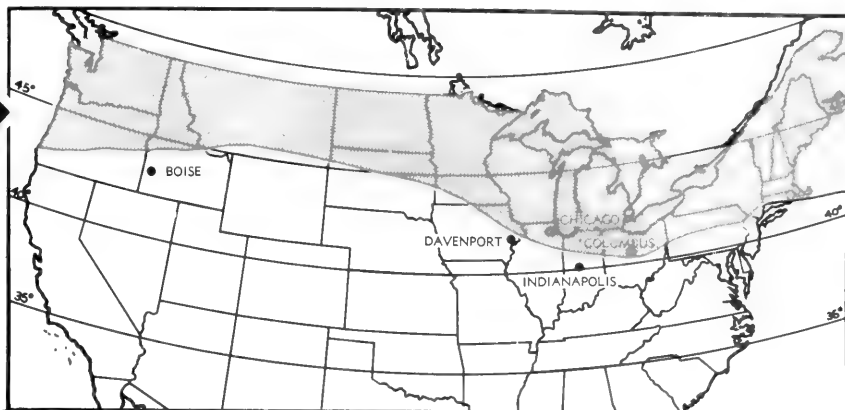 45°
BOISE
40°
CHICAGO
40°
DAVENPORT
COLUMBUS
INDIANAPOLIS
35°
35°